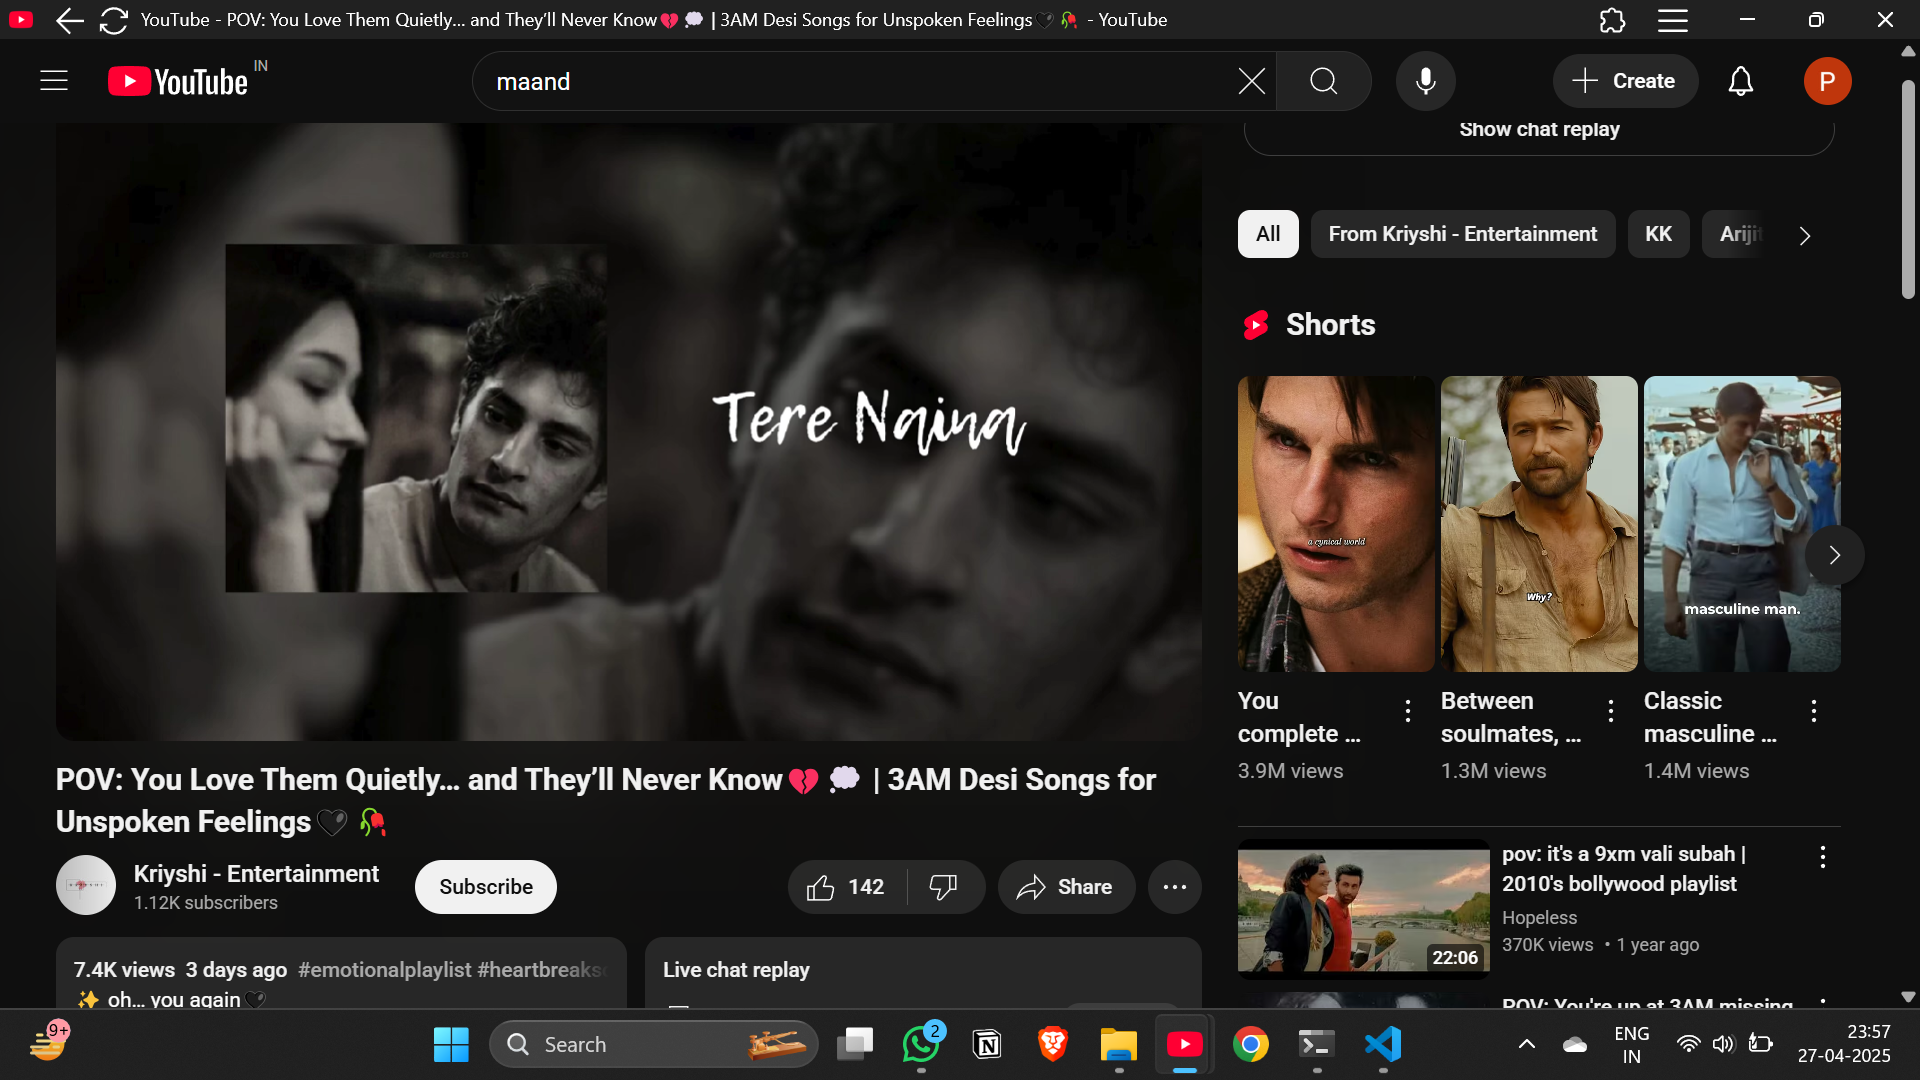 YouTube - POV: You Love Them Quietly… and They’ll Never Know💔💭 | 3AM Desi Songs for Unspoken Feelings🖤🥀 - YouTube
YouTube IN
maand
Create
P
Show chat replay
All
From Kriyshi - Entertainment
KK
Arijit
Shorts
Tere Naina
a cynical world
Why?
masculine man.
You complete ...
3.9M views
Between soulmates, ...
1.3M views
Classic masculine ...
1.4M views
POV: You Love Them Quietly… and They’ll Never Know💔💭 | 3AM Desi Songs for
Unspoken Feelings🖤🥀
Kriyshi - Entertainment
1.12K subscribers
Subscribe
142
Share
7.4K views 3 days ago #emotionalplaylist
✨ oh… you again🖤
Live chat replay
22:06
pov: it's a 9xm vali subah |
2010's bollywood playlist
Hopeless
370K views • 1 year ago
POV: You're up at 3AM missing
9+
Search
2
ENG
IN
23:57
27-04-2025